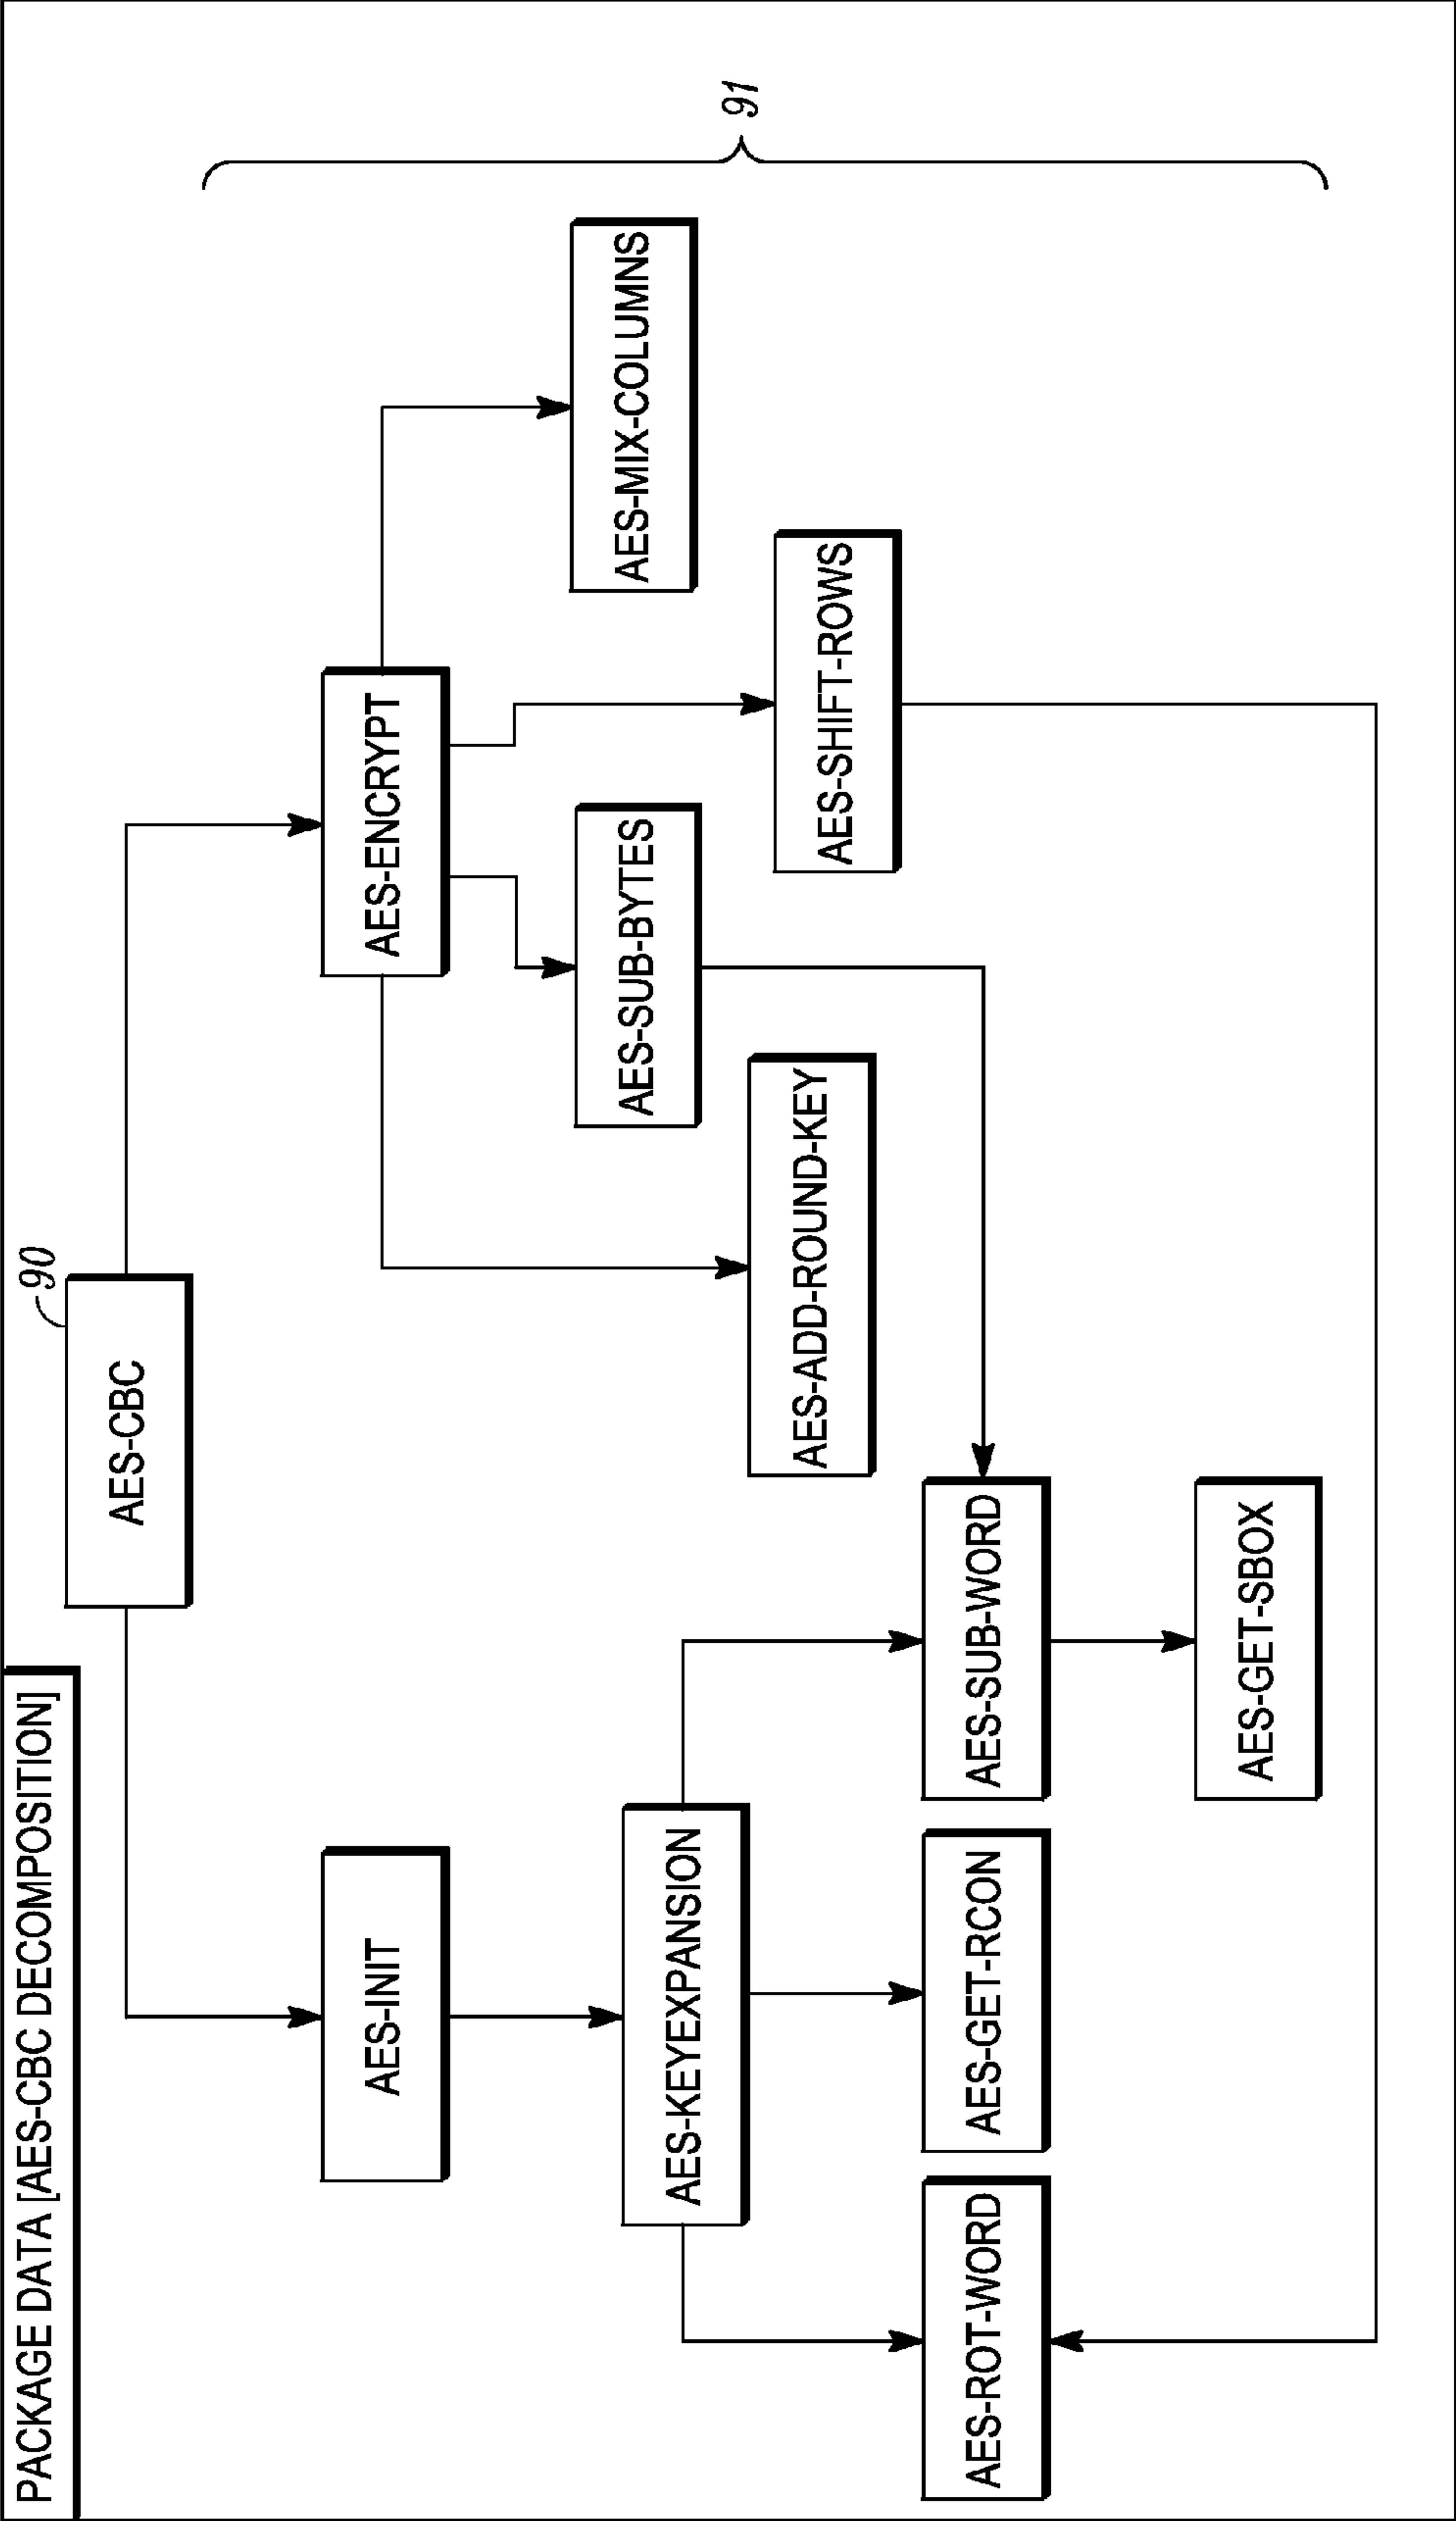 PACKAGE DATA [AES-CBC DECOMPOSITION]
90
AES-CBC
AES-INIT
AES-ENCRYPT
AES-KEYEXPANSION
AES-SUB-BYTES
AES-MIX-COLUMNS
AES-ADD-ROUND-KEY
AES-SHIFT-ROWS
AES-ROT-WORD
AES-GET-RCON
AES-SUB-WORD
AES-GET-SBOX
91